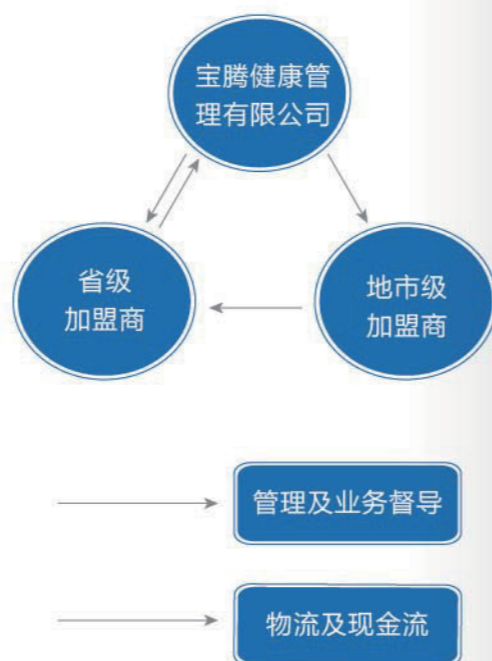 宝腾健康管
理有限公司
省级
加盟商
地市级
加盟商
管理及业务督导
物流及现金流